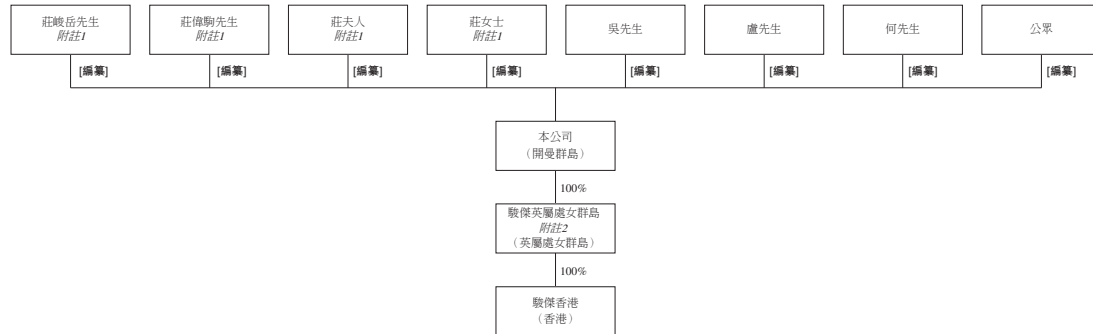 莊峻岳先生
附註1
莊偉駒先生
附註1
莊夫人
附註1
莊女士
附註1
吳先生
盧先生
何先生
公眾
[編纂]
[編纂]
[編纂]
[編纂]
[編纂]
[編纂]
[編纂]
[編纂]
本公司
（開曼群島）
100%
駿傑英屬處女群島
附註2
（英屬處女群島）
100%
駿傑香港
（香港）